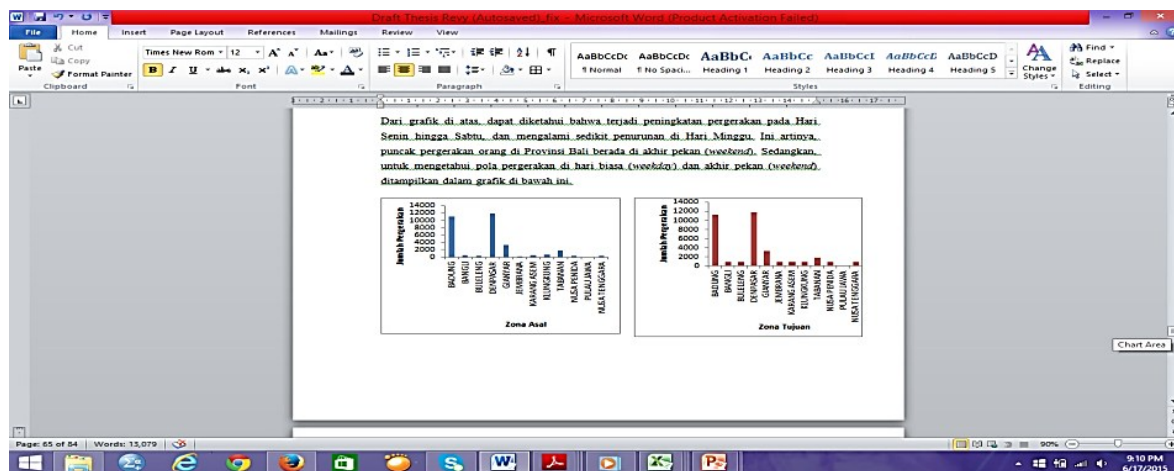 Draft Thesis Revy (Autosaved)_fix - Microsoft Word (Product Activation Failed)
File Home Insert Page Layout References Mailings Review View
Cut
Copy
Format Painter
Paste
Clipboard
Times New Rom 12
Font
Paragraph
AaBbCcDc AaBbCcDc AaBbC AaBbCc AaBbCcI AaBbCcD AaBbCcD
¶ Normal ¶ No Spaci... Heading 1 Heading 2 Heading 3 Heading 4 Heading 5
Styles
Change Styles
Find
Replace
Select
Editing
Dari grafik di atas, dapat diketahui bahwa terjadi peningkatan pergerakan pada Hari
Senin hingga Sabtu, dan mengalami sedikit penurunan di Hari Minggu. Ini artinya,
puncak pergerakan orang di Provinsi Bali berada di akhir pekan (weekend). Sedangkan,
untuk mengetahui pola pergerakan di hari biasa (weekday) dan akhir pekan (weekend)
ditampilkan dalam grafik di bawah ini.
Jumlah Pergerakan
14000
12000
10000
8000
6000
4000
2000
0
BADUNG
BANGLI
BULELENG
DENPASAR
GIANYAR
JEMBRANA
KARANG ASEM
KLUNGKUNG
TABANAN
NUSA PENIDA
PULAU JAWA
NUSA TENGGARA
Zona Asal
Jumlah Pergerakan
14000
12000
10000
8000
6000
4000
2000
0
BADUNG
BANGLI
BULELENG
DENPASAR
GIANYAR
JEMBRANA
KARANG ASEM
KLUNGKUNG
TABANAN
NUSA PENIDA
PULAU JAWA
NUSA TENGGARA
Zona Tujuan
Chart Area
Page: 65 of 84 Words: 13,079
90%
9:10 PM